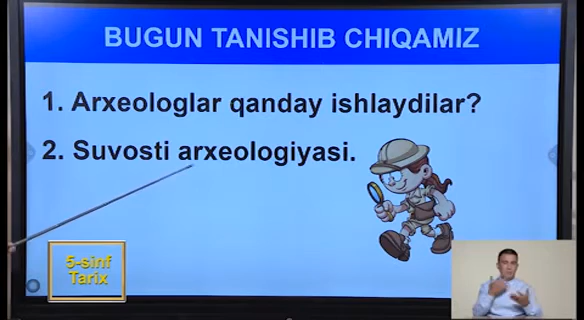 BUGUN TANISHIB CHIQAMIZ
1. Arxeologlar qanday ishlaydilar?
2. Suvosti arxeologiyasi.
5-sinf
Tarix